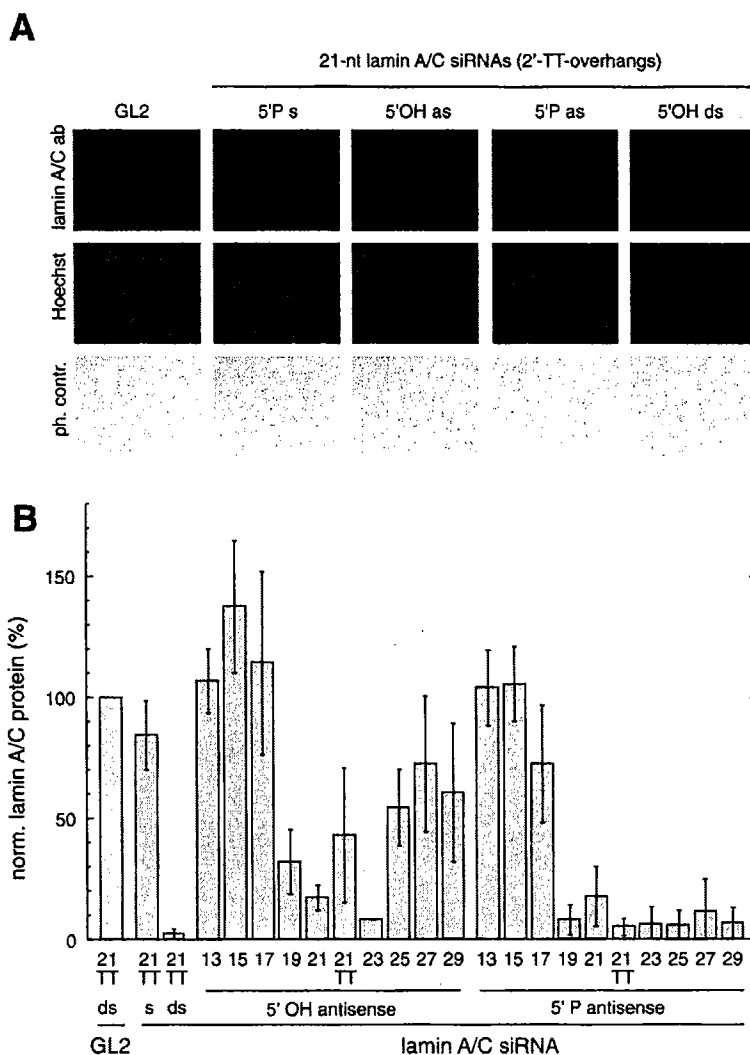 A
21-nt lamin A/C siRNAs (2'-TT-overhangs)
GL2 5'P s 5'OH as 5'P as 5'OH ds
lamin A/C ab
Hoechst
ph. contr.
B
norm. lamin A/C protein (%)
150
100
50
0
21 21 21 13 15 17 19 21 21 23 25 27 29 13 15 17 19 21 21 23 25 27 29
TT TT TT TT TT
ds s ds 5' OH antisense 5' P antisense
GL2 lamin A/C siRNA